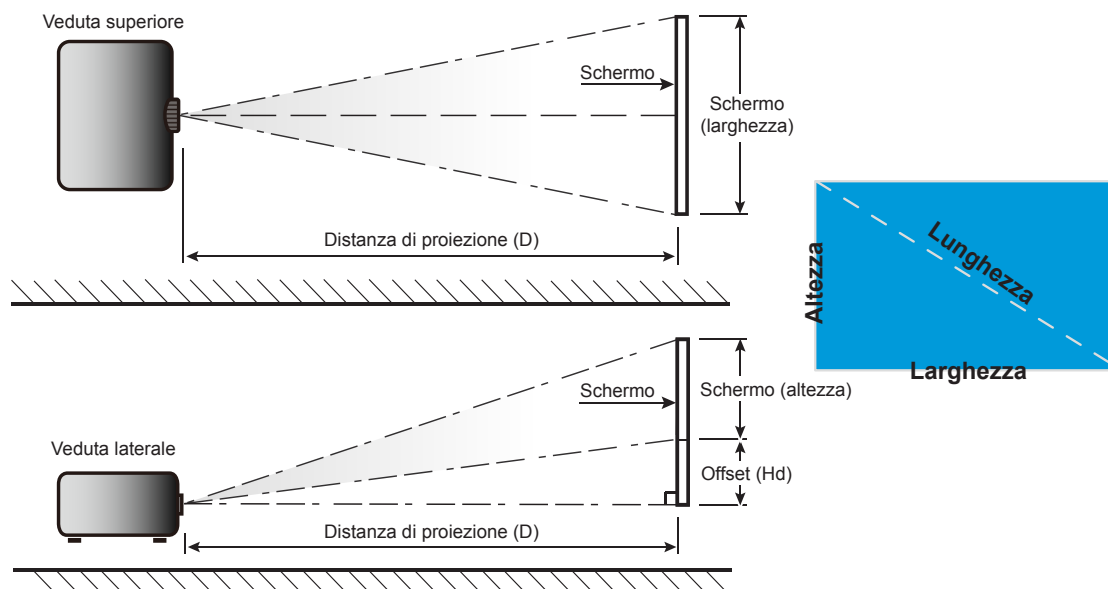 Veduta superiore
Schermo
Schermo
(larghezza)
Distanza di proiezione (D)
Altezza
Lunghezza
Larghezza
Schermo
Schermo (altezza)
Veduta laterale
Offset (Hd)
Distanza di proiezione (D)